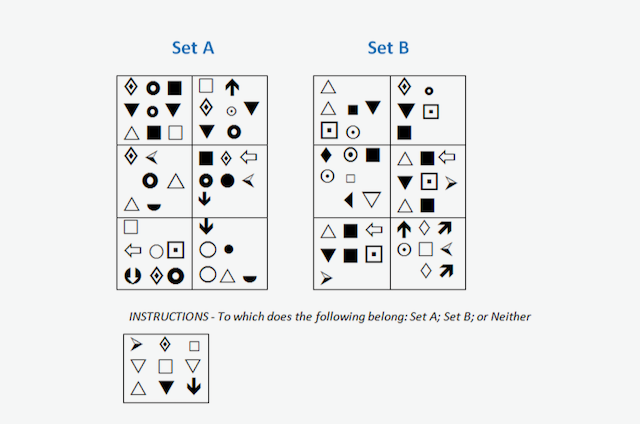 Set A
Set B
INSTRUCTIONS - To which does the following belong: Set A; Set B; or Neither